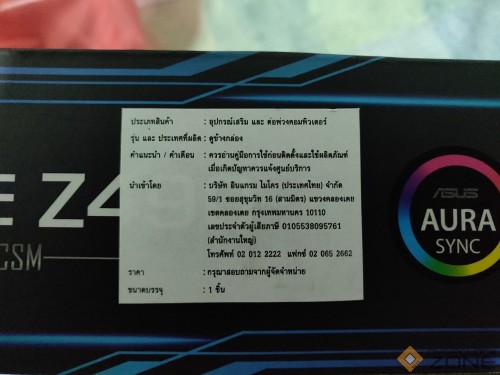 ประเภทสินค้า : อุปกรณ์เสริม และ ต่อพ่วงคอมพิวเตอร์
รุ่น และ ประเทศที่ผลิต : ดูข้างกล่อง
คำแนะนำ / คำเตือน : ควรอ่านคู่มือการใช้ก่อนติดตั้งและใช้ผลิตภัณฑ์
เมื่อเกิดปัญหาควรแจ้งศูนย์บริการ
นำเข้าโดย : บริษัท อินแกรม ไมโคร (ประเทศไทย) จำกัด
59/1 ซอยสุขุมวิท 16 (สามมิตร) แขวงคลองเตย
เขตคลองเตย กรุงเทพมหานคร 10110
เลขประจำตัวผู้เสียภาษี 0105538095761
(สำนักงานใหญ่)
โทรศัพท์ 02 012 2222 แฟกซ์ 02 065 2662
ราคา : กรุณาสอบถามจากผู้จัดจำหน่าย
ขนาดบรรจุ : 1 ชิ้น
E Z4
CSM
ASUS
AURA
SYNC
ZONE